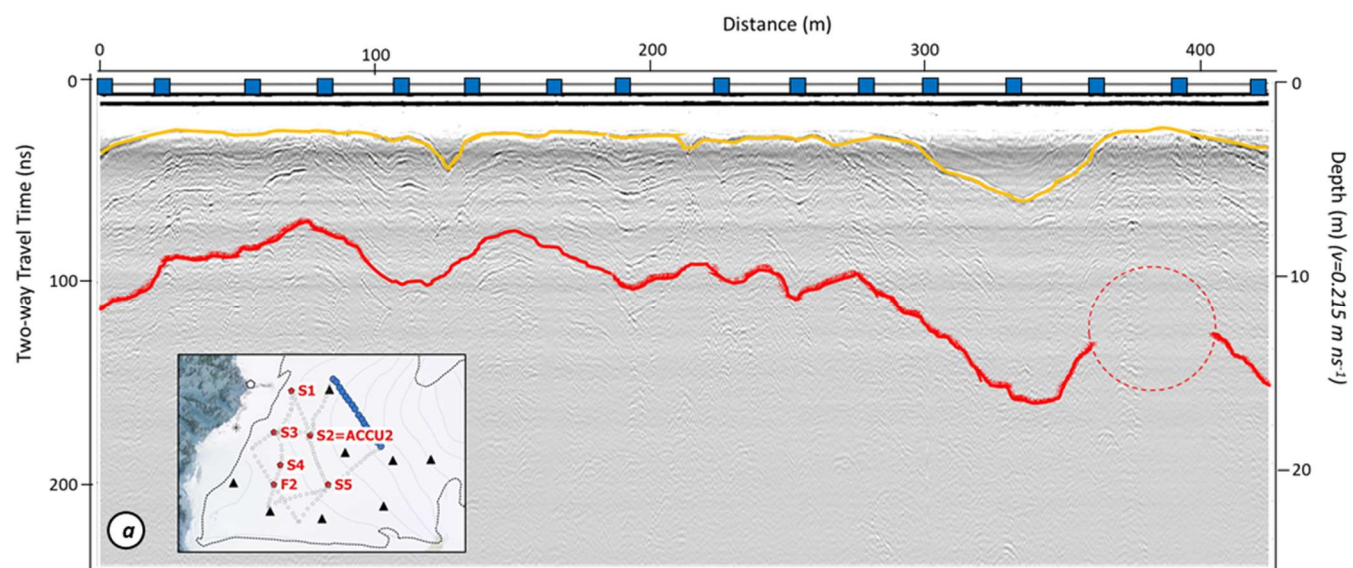 Distance (m)
0 100 200 300 400
0 0
Two-way Travel Time (ns)
100 10
200 20
Depth (m) (v=0.215 m ns-1)
S1
S3 S2=ACCU2
S4
F2 S5
a